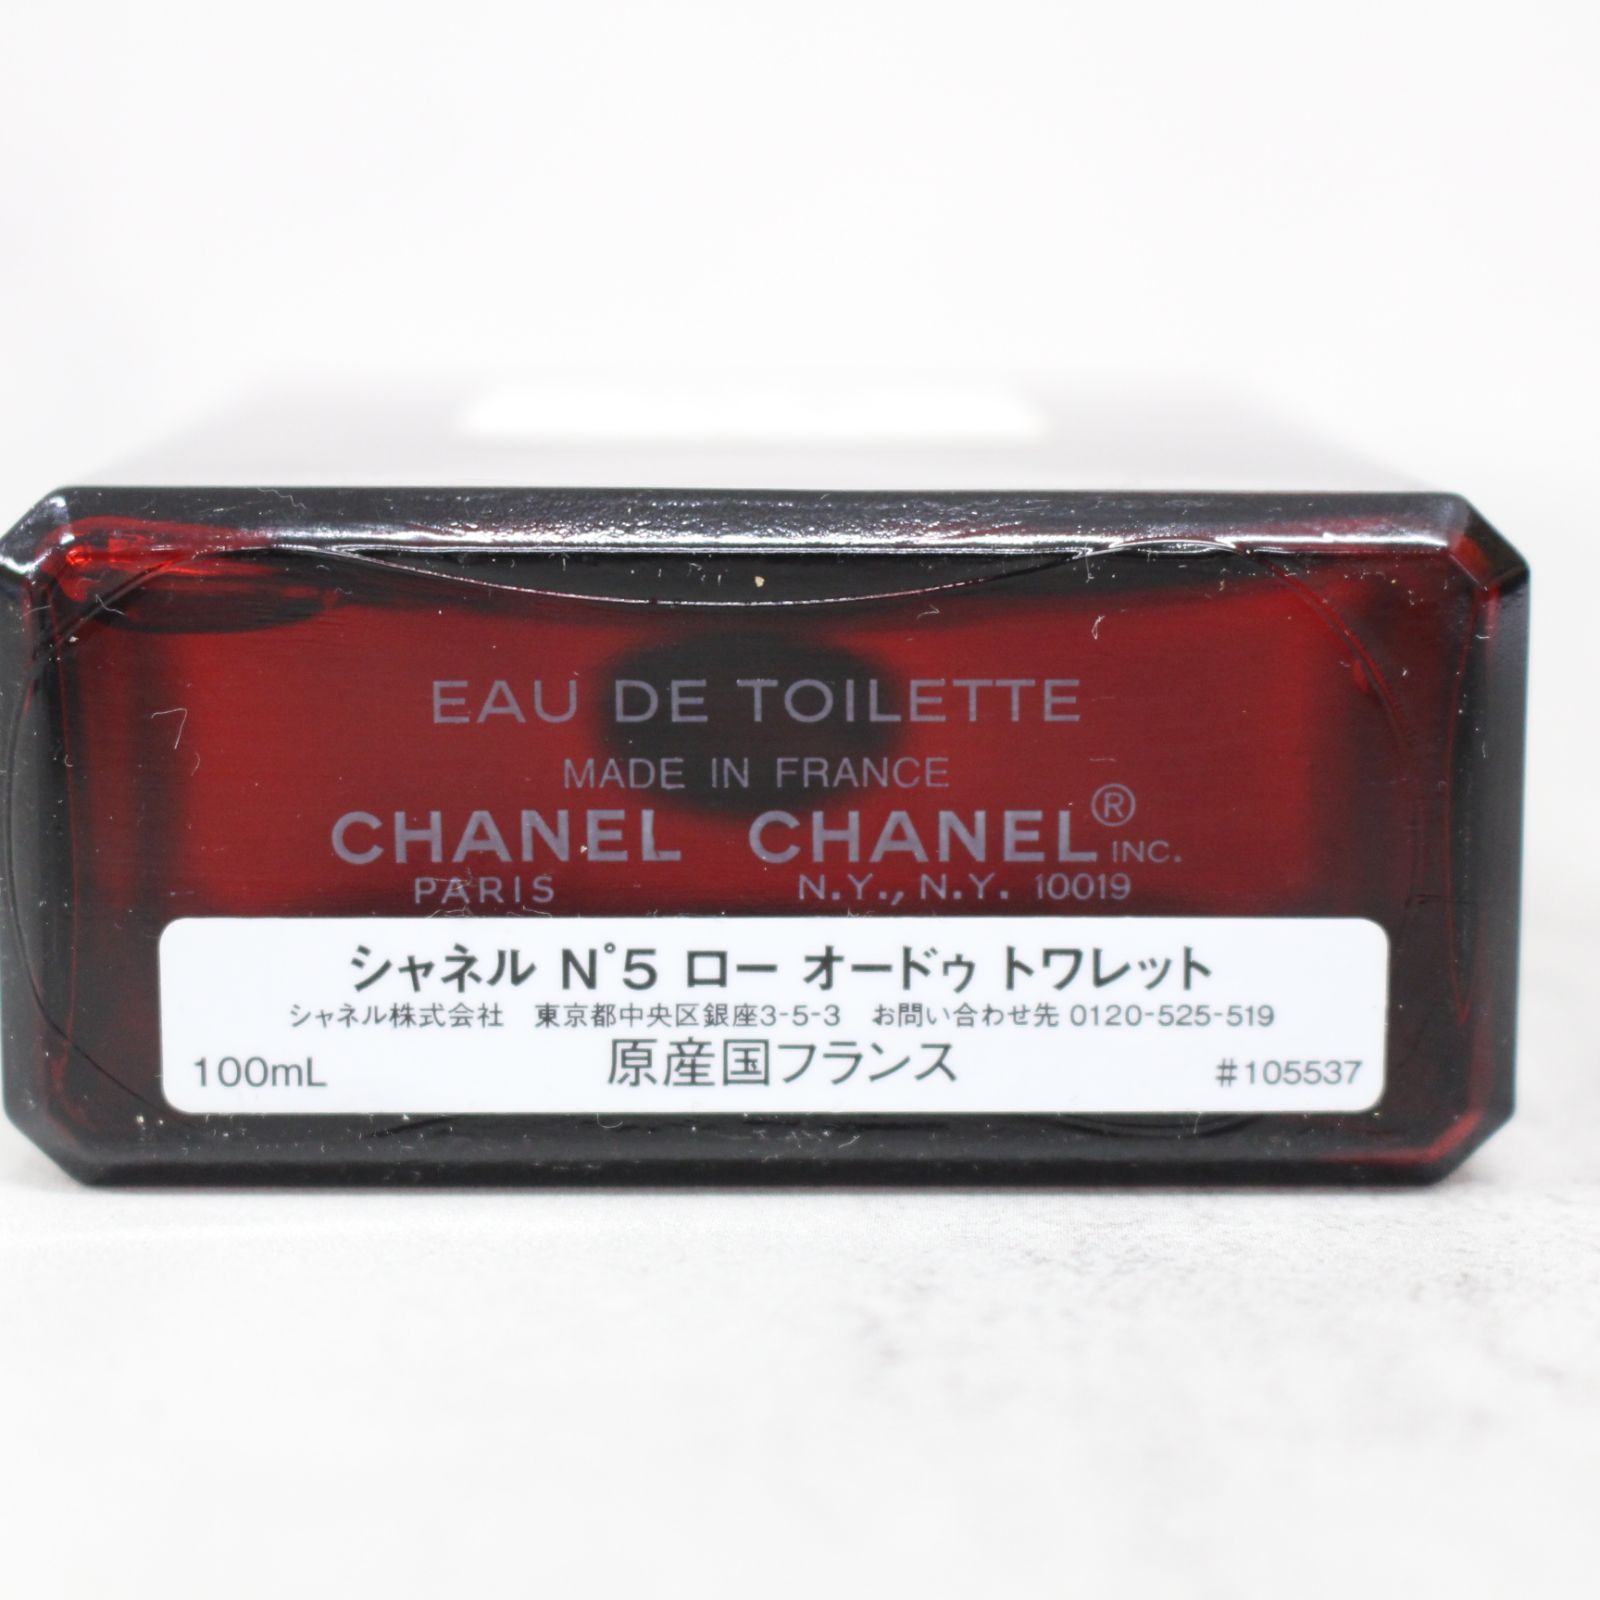 EAU DE TOILETTE
MADE IN FRANCE
CHANEL CHANEL® INC.
PARIS N.Y., N.Y. 10019
シャネル N°5 ロー オードゥ トワレット
シャネル株式会社 東京都中央区銀座3-5-3 お問い合わせ先 0120-525-519
100mL 原産国フランス #105537